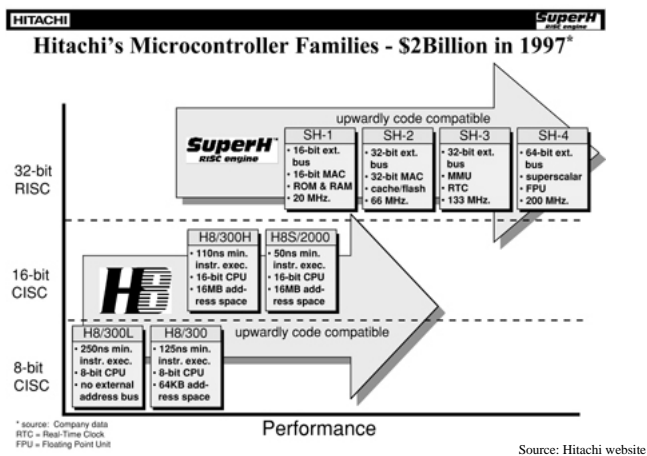 HITACHI
SuperH
RISC engine
Hitachi's Microcontroller Families - $2Billion in 1997*
upwardly code compatible
SuperH™
RISC engine
SH-1
• 16-bit ext.
bus
• 16-bit MAC
• ROM & RAM
• 20 MHz.
SH-2
• 32-bit ext.
bus
• 32-bit MAC
• cache/flash
• 66 MHz.
SH-3
• 32-bit ext.
bus
• MMU
• RTC
• 133 MHz.
SH-4
• 64-bit ext.
bus
• superscalar
• FPU
• 200 MHz.
32-bit
RISC
H8/300H
• 110ns min.
instr. exec.
• 16-bit CPU
• 16MB add-
ress space
H8S/2000
• 50ns min.
instr. exec.
• 16-bit CPU
• 16MB add-
ress space
16-bit
CISC
H8
H8/300L
• 250ns min.
instr. exec.
• 8-bit CPU
• no external
address bus
H8/300
• 125ns min.
instr. exec.
• 8-bit CPU
• 64KB add-
ress space
upwardly code compatible
8-bit
CISC
Performance
* source: Company data
RTC = Real-Time Clock
FPU = Floating Point Unit
Source: Hitachi website